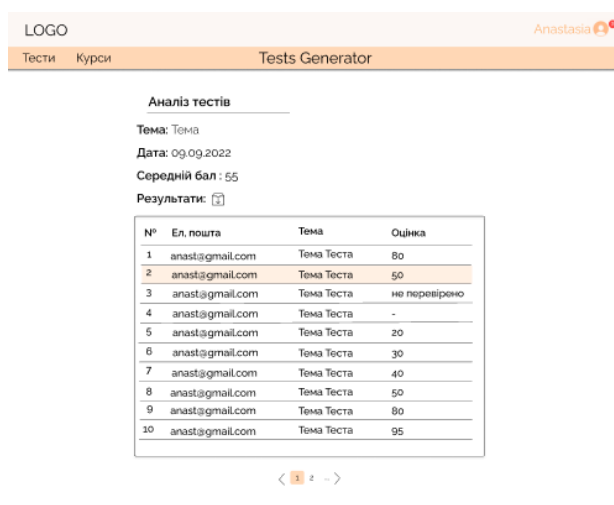 LOGO
Anastasia
Тести Курси Tests Generator
Аналіз тестів
Тема: Тема
Дата: 09.09.2022
Середній бал : 55
Результати:
№ Ел. пошта Тема Оцінка
1 anast@gmail.com Тема Теста 80
2 anast@gmail.com Тема Теста 50
3 anast@gmail.com Тема Теста не перевірено
4 anast@gmail.com Тема Теста -
5 anast@gmail.com Тема Теста 20
6 anast@gmail.com Тема Теста 30
7 anast@gmail.com Тема Теста 40
8 anast@gmail.com Тема Теста 50
9 anast@gmail.com Тема Теста 80
10 anast@gmail.com Тема Теста 95
< 1 2 ... >